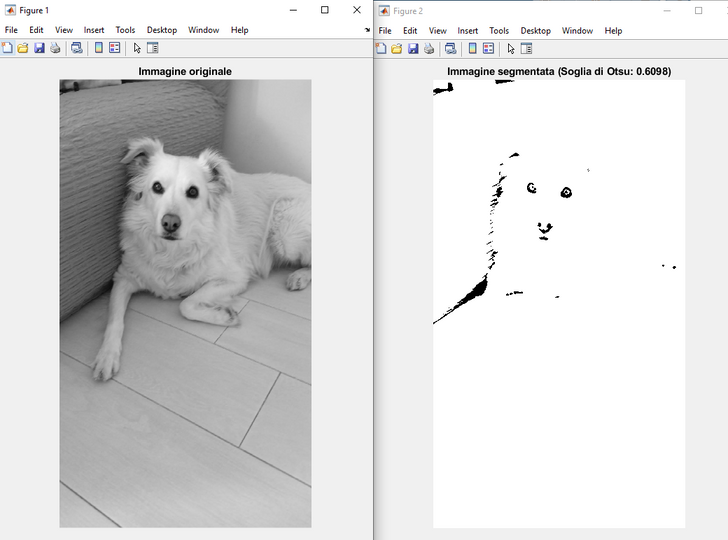 Figure 1
File Edit View Insert Tools Desktop Window Help
Immagine originale
Figure 2
File Edit View Insert Tools Desktop Window Help
Immagine segmentata (Soglia di Otsu: 0.6098)